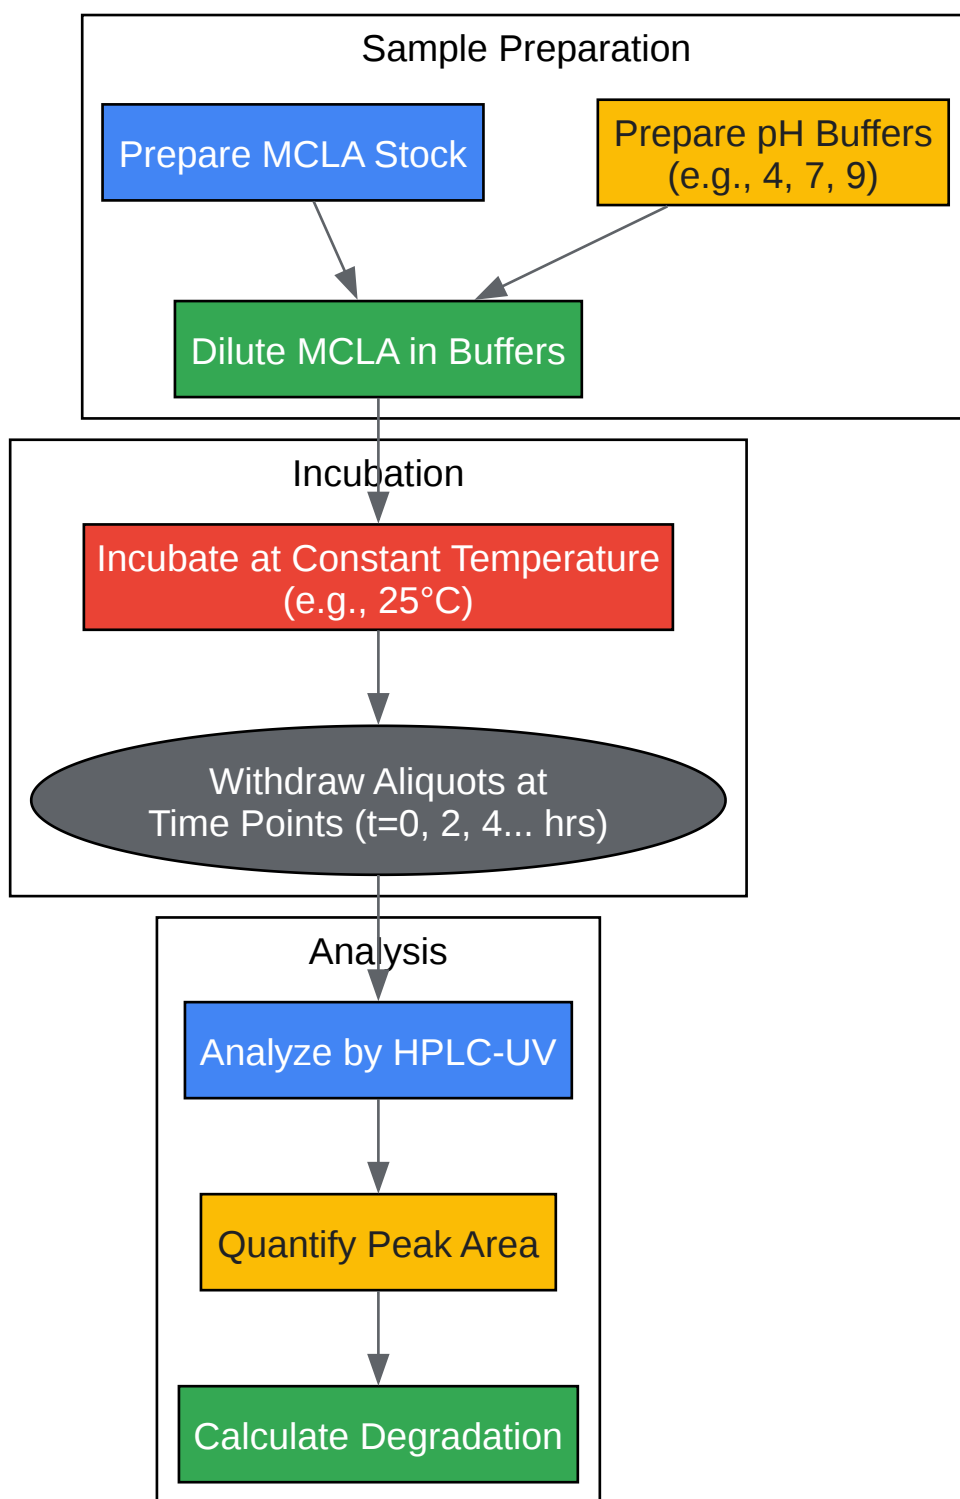 Sample Preparation
Prepare MCLA Stock
Prepare pH Buffers
(e.g., 4, 7, 9)
Dilute MCLA in Buffers
Incubation
Incubate at Constant Temperature
(e.g., 25°C)
Withdraw Aliquots at
Time Points (t=0, 2, 4... hrs)
Analysis
Analyze by HPLC-UV
Quantify Peak Area
Calculate Degradation